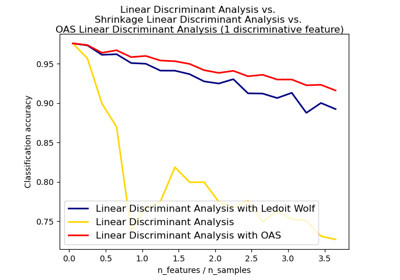 Linear Discriminant Analysis vs.
Shrinkage Linear Discriminant Analysis vs.
OAS Linear Discriminant Analysis (1 discriminative feature)
Classification accuracy
0.95
0.90
0.85
0.80
0.75
Linear Discriminant Analysis with Ledoit Wolf
Linear Discriminant Analysis
Linear Discriminant Analysis with OAS
0.0 0.5 1.0 1.5 2.0 2.5 3.0 3.5
n_features / n_samples